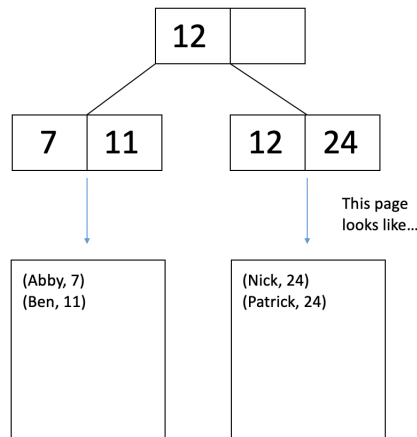 12
7 11
12 24
This page
looks like...
(Abby, 7)
(Ben, 11)
(Nick, 24)
(Patrick, 24)